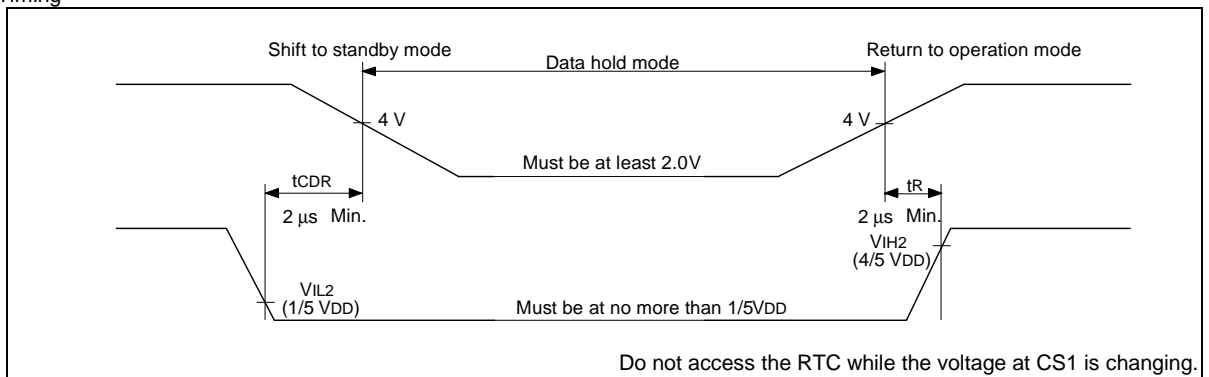 Timing
Shift to standby mode
Return to operation mode
Data hold mode
4 V
4 V
Must be at least 2.0V
tCDR
tR
2 μs Min.
2 μs Min.
VIH2
(4/5 VDD)
VIL2
(1/5 VDD)
Must be at no more than 1/5VDD
Do not access the RTC while the voltage at CS1 is changing.